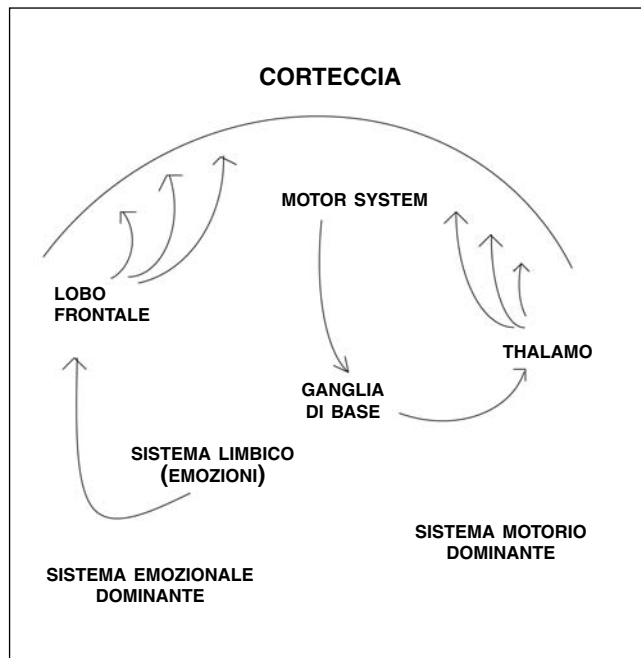 CORTECCIA
MOTOR SYSTEM
LOBO
FRONTALE
THALAMO
GANGLIA
DI BASE
SISTEMA LIMBICO
(EMOZIONI)
SISTEMA MOTORIO
DOMINANTE
SISTEMA EMOZIONALE
DOMINANTE